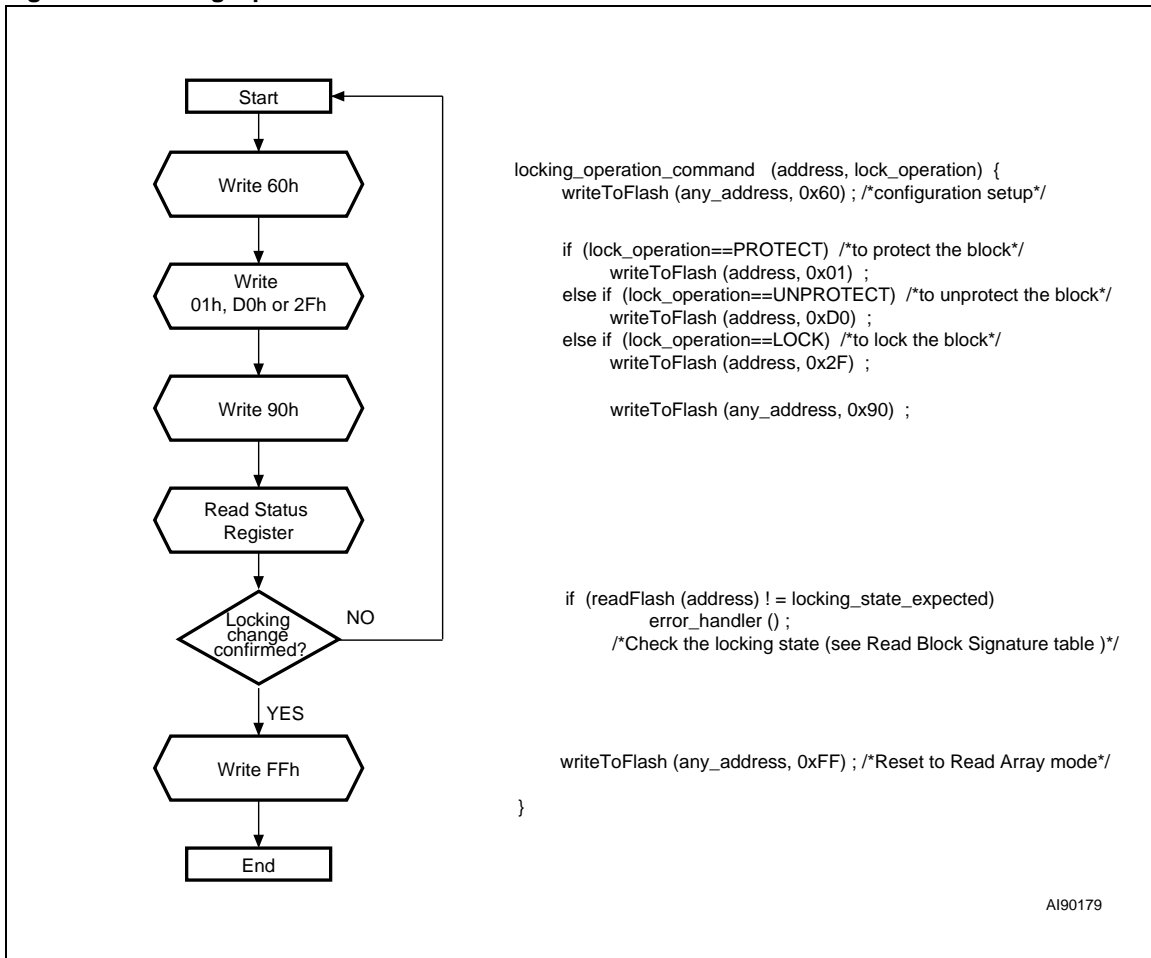 Start
Write 60h
Write
01h, D0h or 2Fh
Write 90h
Read Status
Register
Locking
change
confirmed?
NO
YES
Write FFh
End
locking_operation_command (address, lock_operation) {
writeToFlash (any_address, 0x60) ; /*configuration setup*/
if (lock_operation==PROTECT) /*to protect the block*/
writeToFlash (address, 0x01) ;
else if (lock_operation==UNPROTECT) /*to unprotect the block*/
writeToFlash (address, 0xD0) ;
else if (lock_operation==LOCK) /*to lock the block*/
writeToFlash (address, 0x2F) ;
writeToFlash (any_address, 0x90) ;
if (readFlash (address) ! = locking_state_expected)
error_handler () ;
/*Check the locking state (see Read Block Signature table )*/
writeToFlash (any_address, 0xFF) ; /*Reset to Read Array mode*/
}
AI90179